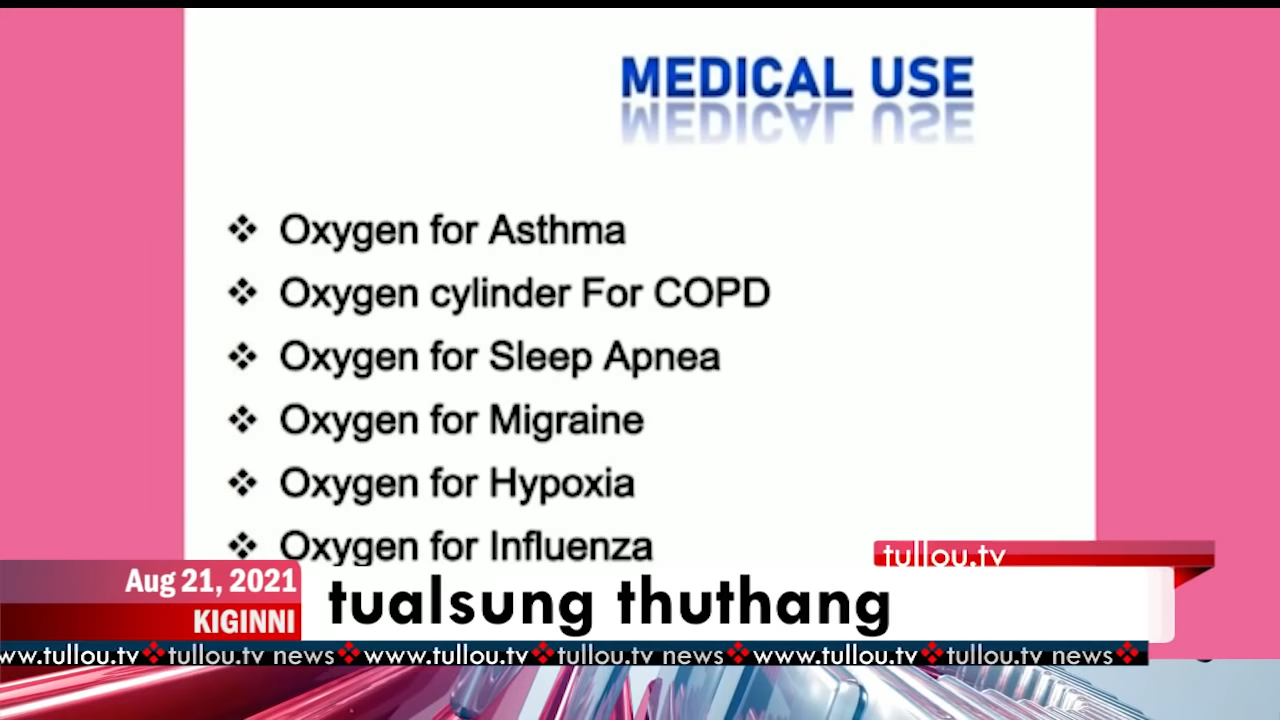 MEDICAL USE
❖ Oxygen for Asthma
❖ Oxygen cylinder For COPD
❖ Oxygen for Sleep Apnea
❖ Oxygen for Migraine
❖ Oxygen for Hypoxia
❖ Oxygen for Influenza
tullou.tv
Aug 21, 2021
KIGINNI
tualsung thuthang
ww.tullou.tv❖tullou.tv news❖www.tullou.tv❖tullou.tv news❖www.tullou.tv❖tullou.tv news❖